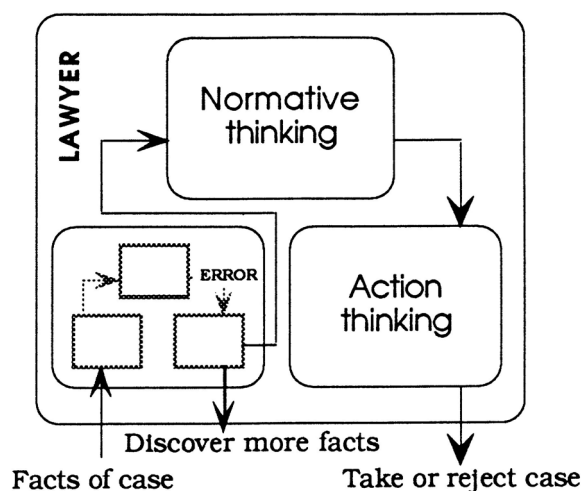 LAWYER
Normative
thinking
ERROR
Action
thinking
Discover more facts
Facts of case
Take or reject case